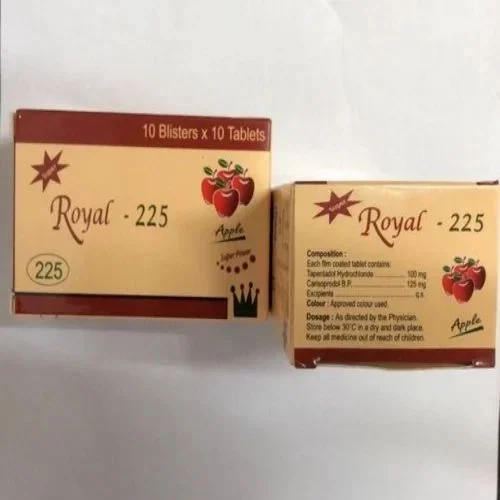 10 Blisters x 10 Tablets
Royal - 225
Apple
Super Power
225
Royal - 225
Composition :
Each film coated tablet contains:
Tapentadol Hydrochloride ........ 100 mg
Carisoprodol B.P. ........ 125 mg
Excipients ........ q.s
Colour : Approved colour used.
Dosage : As directed by the Physician.
Store below 30°C in a dry and dark place.
Keep all medicine out of reach of children.
Apple